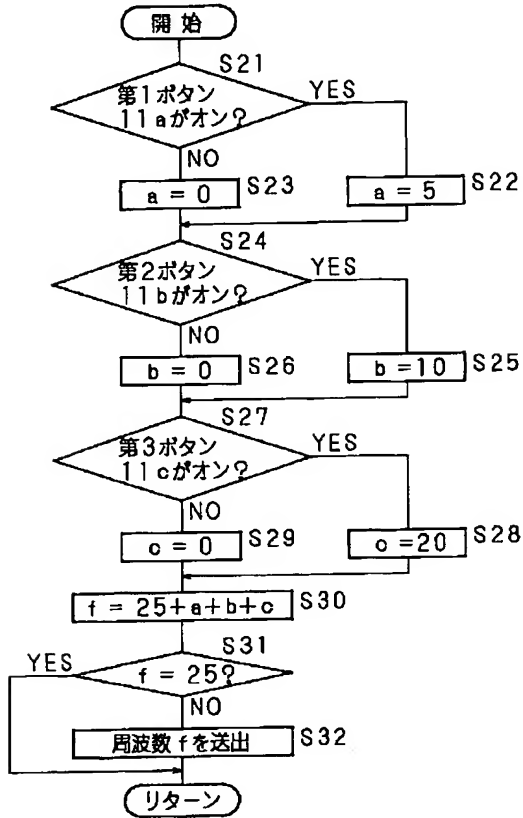 開始
S21
第1ボタン
11aがオン?
YES
NO
a = 0
S23
a = 5
S22
S24
第2ボタン
11bがオン?
YES
NO
b = 0
S26
b = 10
S25
S27
第3ボタン
11cがオン?
YES
NO
c = 0
S29
c = 20
S28
f = 25+a+b+c
S30
S31
YES
f = 25?
NO
周波数fを送出
S32
リターン